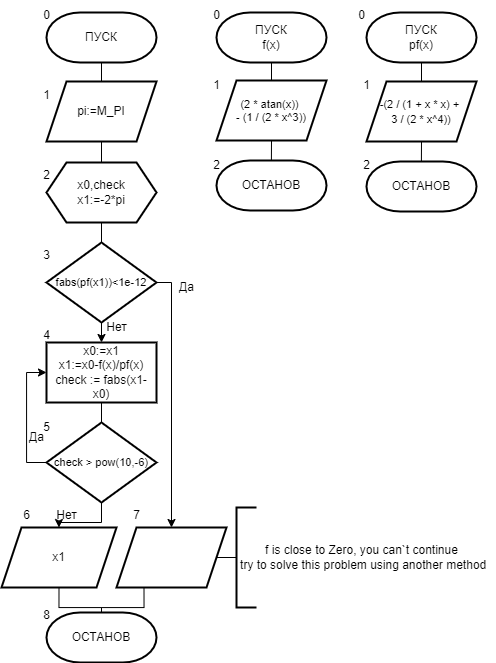 0
ПУСК
1
pi:=M_PI
2
x0,check
x1:=-2*pi
3
fabs(pf(x1))<1e-12
Да
Нет
4
x0:=x1
x1:=x0-f(x)/pf(x)
check := fabs(x1-
x0)
5
Да
check > pow(10,-6)
6
Нет
7
x1
f is close to Zero, you can`t continue
try to solve this problem using another method
8
ОСТАНОВ
0
ПУСК
f(x)
1
(2 * atan(x))
- (1 / (2 * x^3))
2
ОСТАНОВ
0
ПУСК
pf(x)
1
-(2 / (1 + x * x) +
3 / (2 * x^4))
2
ОСТАНОВ